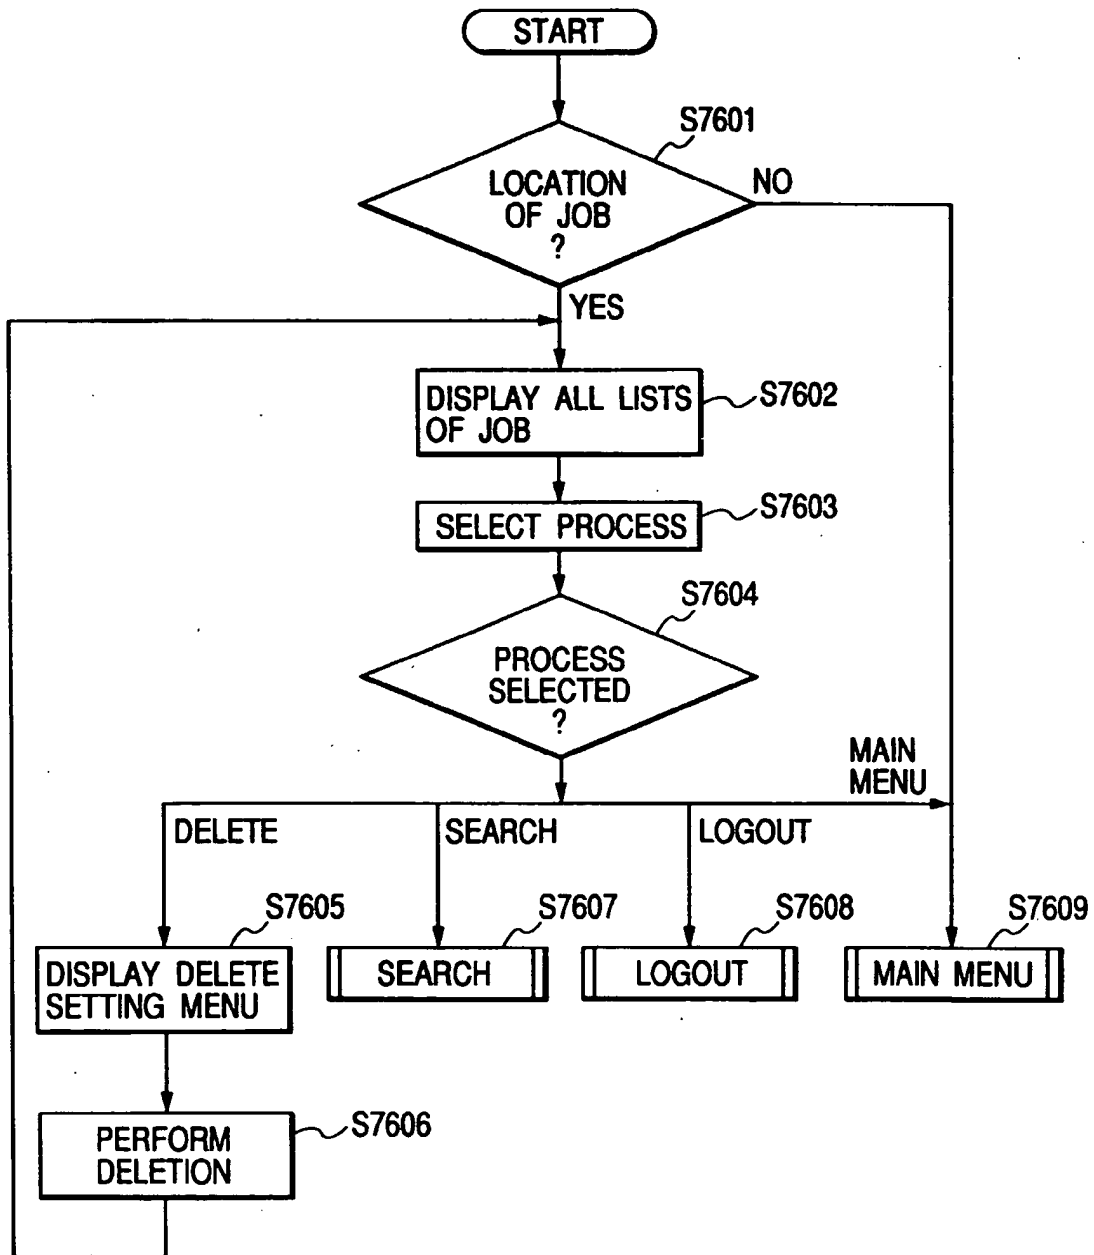 START
S7601
LOCATION
OF JOB
?
NO
YES
DISPLAY ALL LISTS
OF JOB
S7602
SELECT PROCESS
S7603
S7604
PROCESS
SELECTED
?
MAIN
MENU
DELETE
SEARCH
LOGOUT
S7605
S7607
S7608
S7609
DISPLAY DELETE
SETTING MENU
SEARCH
LOGOUT
MAIN MENU
S7606
PERFORM
DELETION